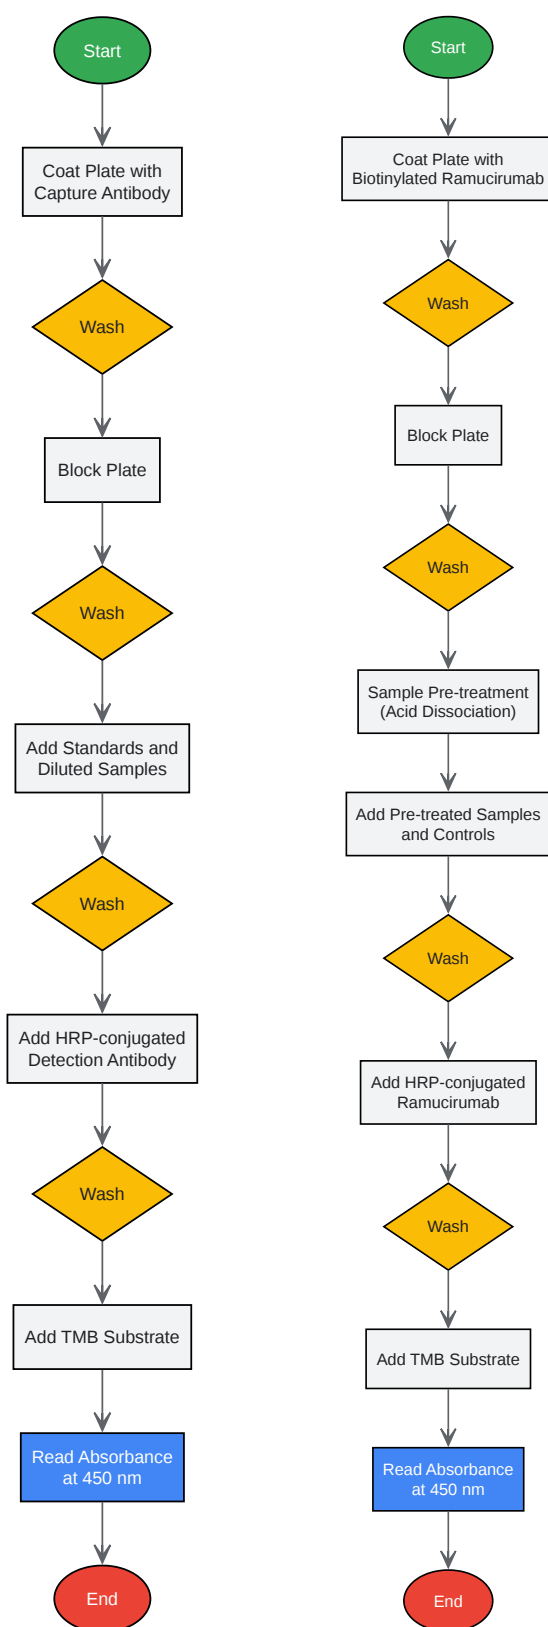 Start
Coat Plate with
Capture Antibody
Wash
Block Plate
Wash
Add Standards and
Diluted Samples
Wash
Add HRP-conjugated
Detection Antibody
Wash
Add TMB Substrate
Read Absorbance
at 450 nm
End
Start
Coat Plate with
Biotinylated Ramucirumab
Wash
Block Plate
Wash
Sample Pre-treatment
(Acid Dissociation)
Add Pre-treated Samples
and Controls
Wash
Add HRP-conjugated
Ramucirumab
Wash
Add TMB Substrate
Read Absorbance
at 450 nm
End